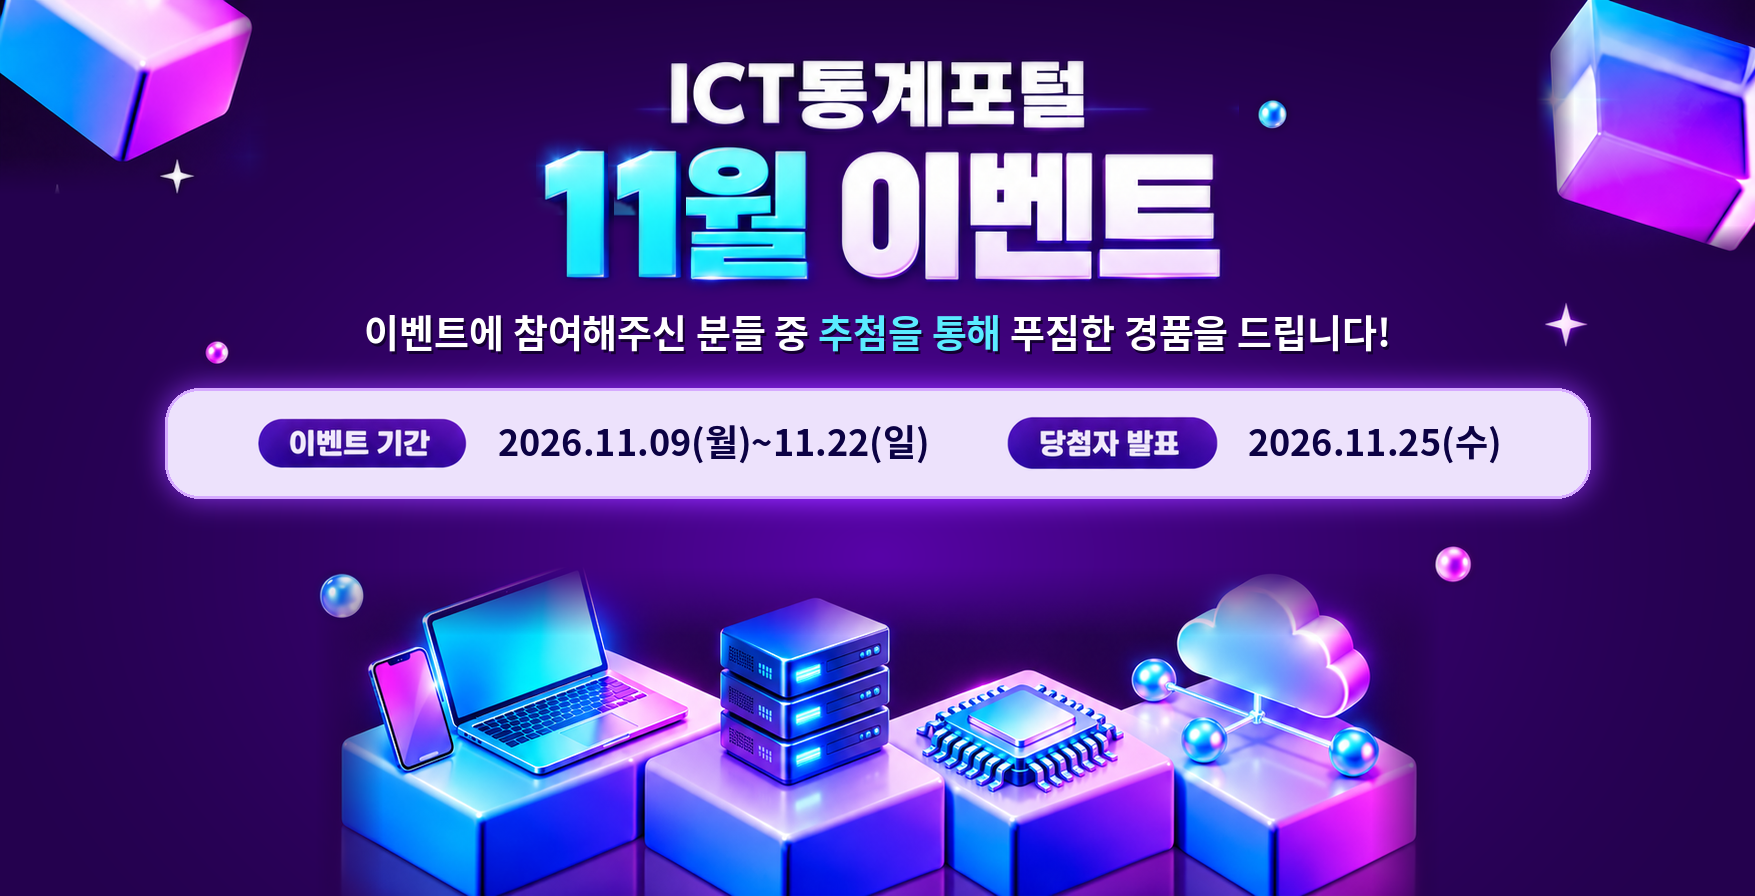 ICT통계포털
11월 이벤트
이벤트에 참여해주신 분들 중 추첨을 통해 푸짐한 경품을 드립니다!
이벤트 기간 2026.11.09(월)~11.22(일) 당첨자 발표 2026.11.25(수)